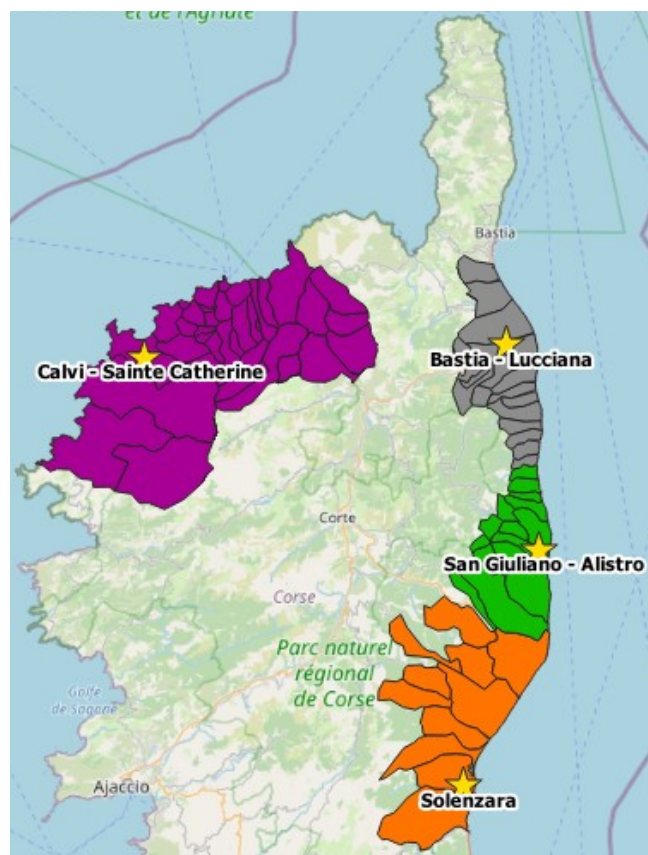 et de l'Agriate
Bastia
Bastia - Lucciana
Calvi - Sainte Catherine
Corte
San Giuliano - Alistro
Corse
Parc naturel
régional
de Corse
Golfe
de Sagone
Ajaccio
Solenzara